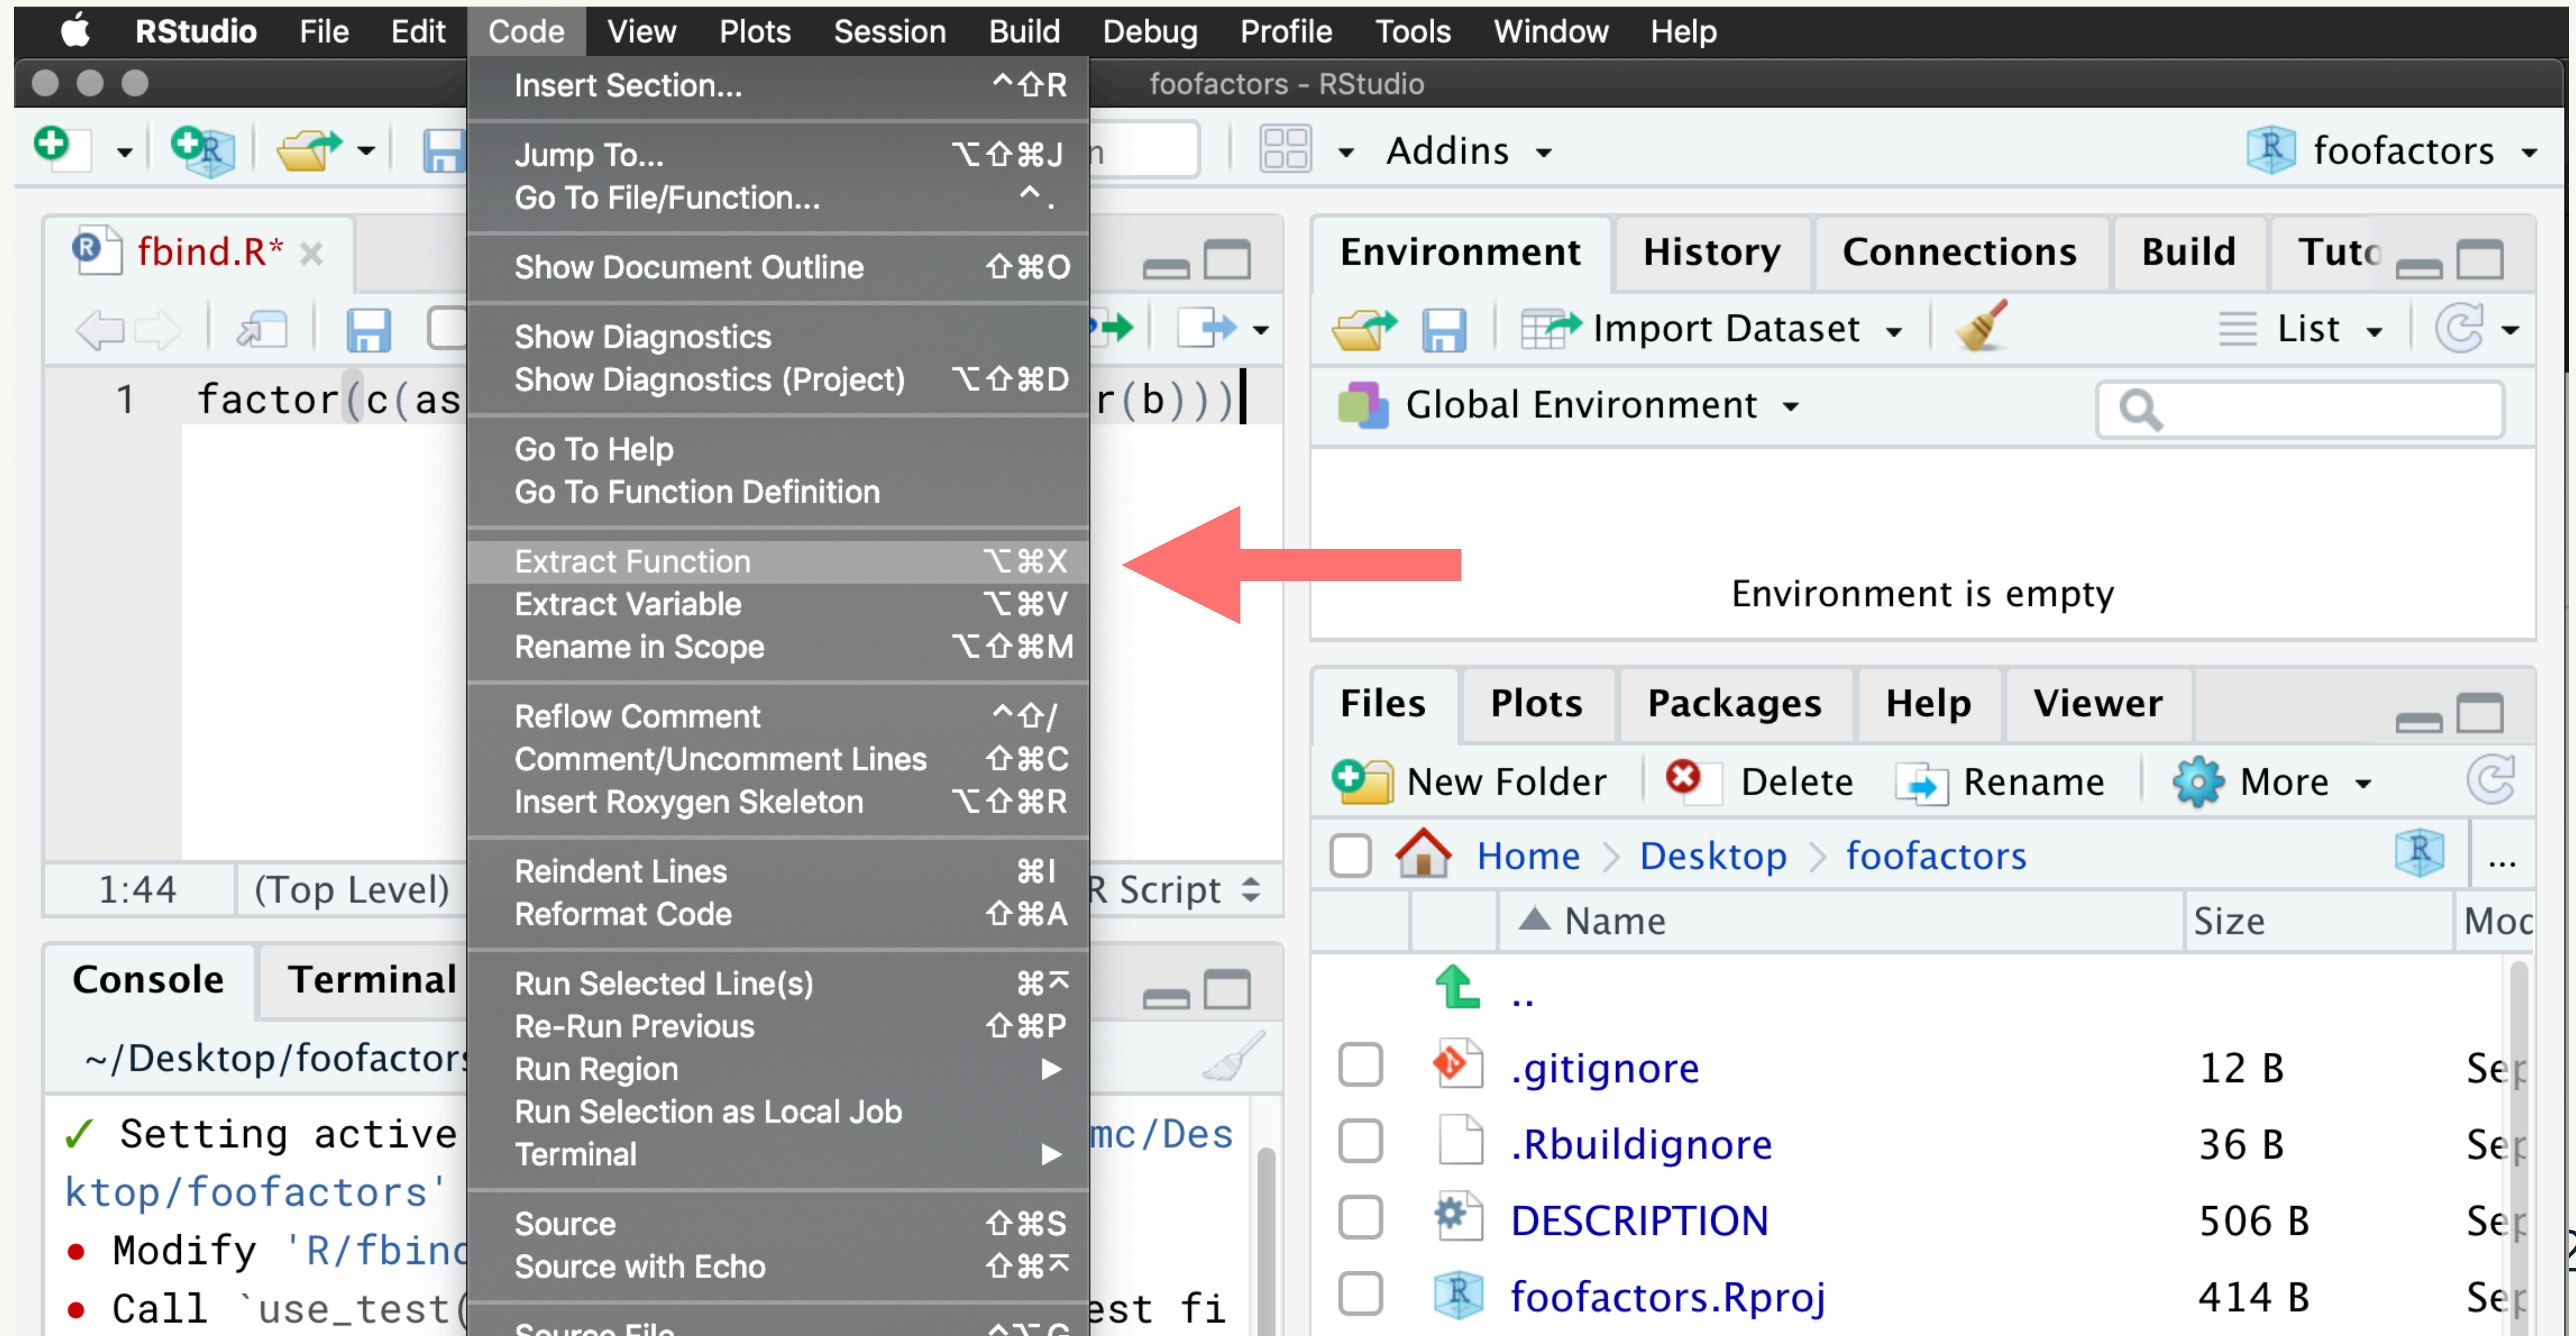 RStudio File Edit Code View Plots Session Build Debug Profile Tools Window Help
foofactors - RStudio
Addins
foofactors
Insert Section... ^⇧R
Jump To... ⌥⇧⌘J
Go To File/Function... ^.
Show Document Outline ⇧⌘O
Show Diagnostics
Show Diagnostics (Project) ⌥⇧⌘D
Go To Help
Go To Function Definition
Extract Function ⌥⌘X
Extract Variable ⌥⌘V
Rename in Scope ⌥⇧⌘M
Reflow Comment ^⇧/
Comment/Uncomment Lines ⇧⌘C
Insert Roxygen Skeleton ⌥⇧⌘R
Reindent Lines ⌘I
Reformat Code ⇧⌘A
Run Selected Line(s) ⌘⌤
Re-Run Previous ⇧⌘P
Run Region ▶
Run Selection as Local Job
Terminal ▶
Source ⇧⌘S
Source with Echo ⇧⌘⌤
Source File
fbind.R*
1 factor(c(as r(b)))
1:44 (Top Level) R Script
Console Terminal
~/Desktop/foofactors
✓ Setting active mc/Des
ktop/foofactors'
• Modify 'R/fbind
• Call `use_test( est fi
Environment History Connections Build Tuto
Import Dataset List
Global Environment
Environment is empty
Files Plots Packages Help Viewer
New Folder Delete Rename More
Home > Desktop > foofactors ...
Name Size Mod
..
.gitignore 12 B Sep
.Rbuildignore 36 B Sep
DESCRIPTION 506 B Sep
foofactors.Rproj 414 B Sep